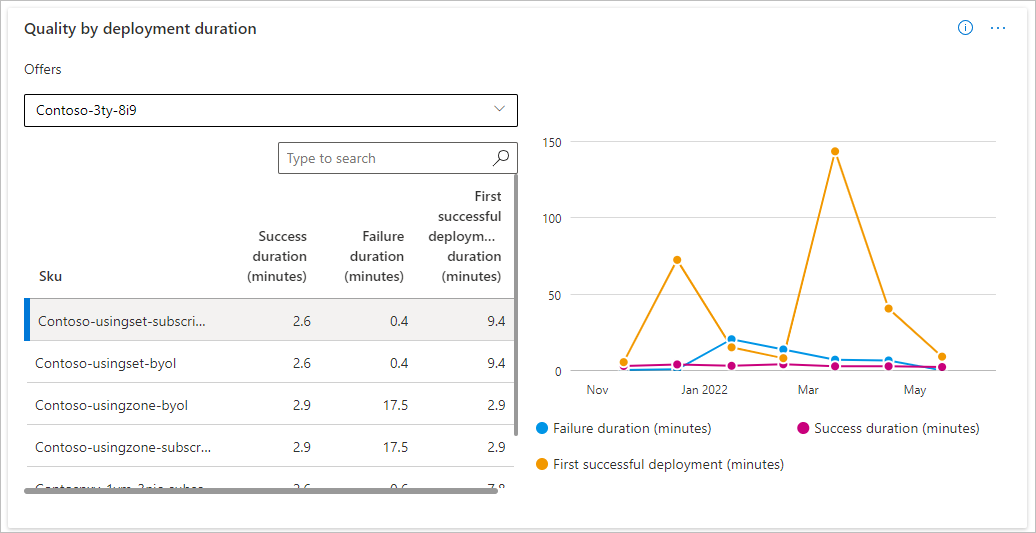 Quality by deployment duration
Offers
Contoso-3ty-8i9
Type to search
Sku
Success
duration
(minutes)
Failure
duration
(minutes)
First
successful
deploym...
duration
(minutes)
Contoso-usingset-subscri... 2.6 0.4 9.4
Contoso-usingset-byol 2.6 0.4 9.4
Contoso-usingzone-byol 2.9 17.5 2.9
Contoso-usingzone-subscr... 2.9 17.5 2.9
150
100
50
0
Nov Jan 2022 Mar May
Failure duration (minutes) Success duration (minutes)
First successful deployment (minutes)